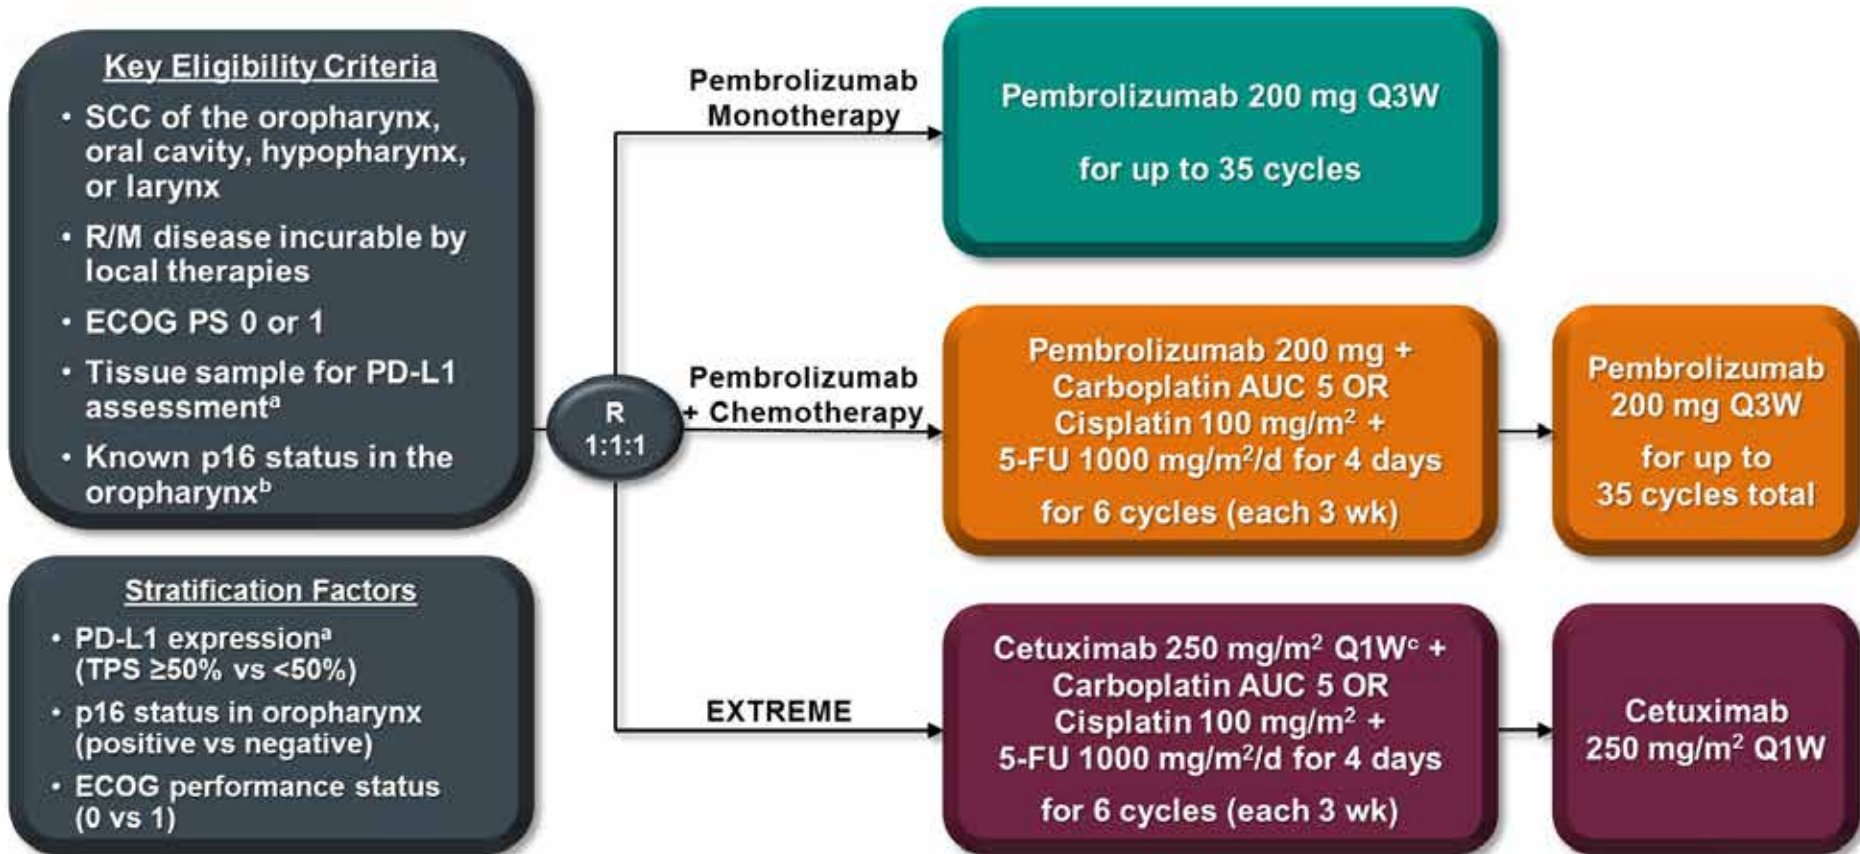 Key Eligibility Criteria
• SCC of the oropharynx,
oral cavity, hypopharynx,
or larynx
• R/M disease incurable by
local therapies
• ECOG PS 0 or 1
• Tissue sample for PD-L1
assessmentᵃ
• Known p16 status in the
oropharynxᵇ
Stratification Factors
• PD-L1 expressionᵃ
(TPS ≥50% vs <50%)
• p16 status in oropharynx
(positive vs negative)
• ECOG performance status
(0 vs 1)
R
1:1:1
Pembrolizumab
Monotherapy
Pembrolizumab 200 mg Q3W
for up to 35 cycles
Pembrolizumab
+ Chemotherapy
Pembrolizumab 200 mg +
Carboplatin AUC 5 OR
Cisplatin 100 mg/m² +
5-FU 1000 mg/m²/d for 4 days
for 6 cycles (each 3 wk)
Pembrolizumab
200 mg Q3W
for up to
35 cycles total
EXTREME
Cetuximab 250 mg/m² Q1Wᶜ +
Carboplatin AUC 5 OR
Cisplatin 100 mg/m² +
5-FU 1000 mg/m²/d for 4 days
for 6 cycles (each 3 wk)
Cetuximab
250 mg/m² Q1W